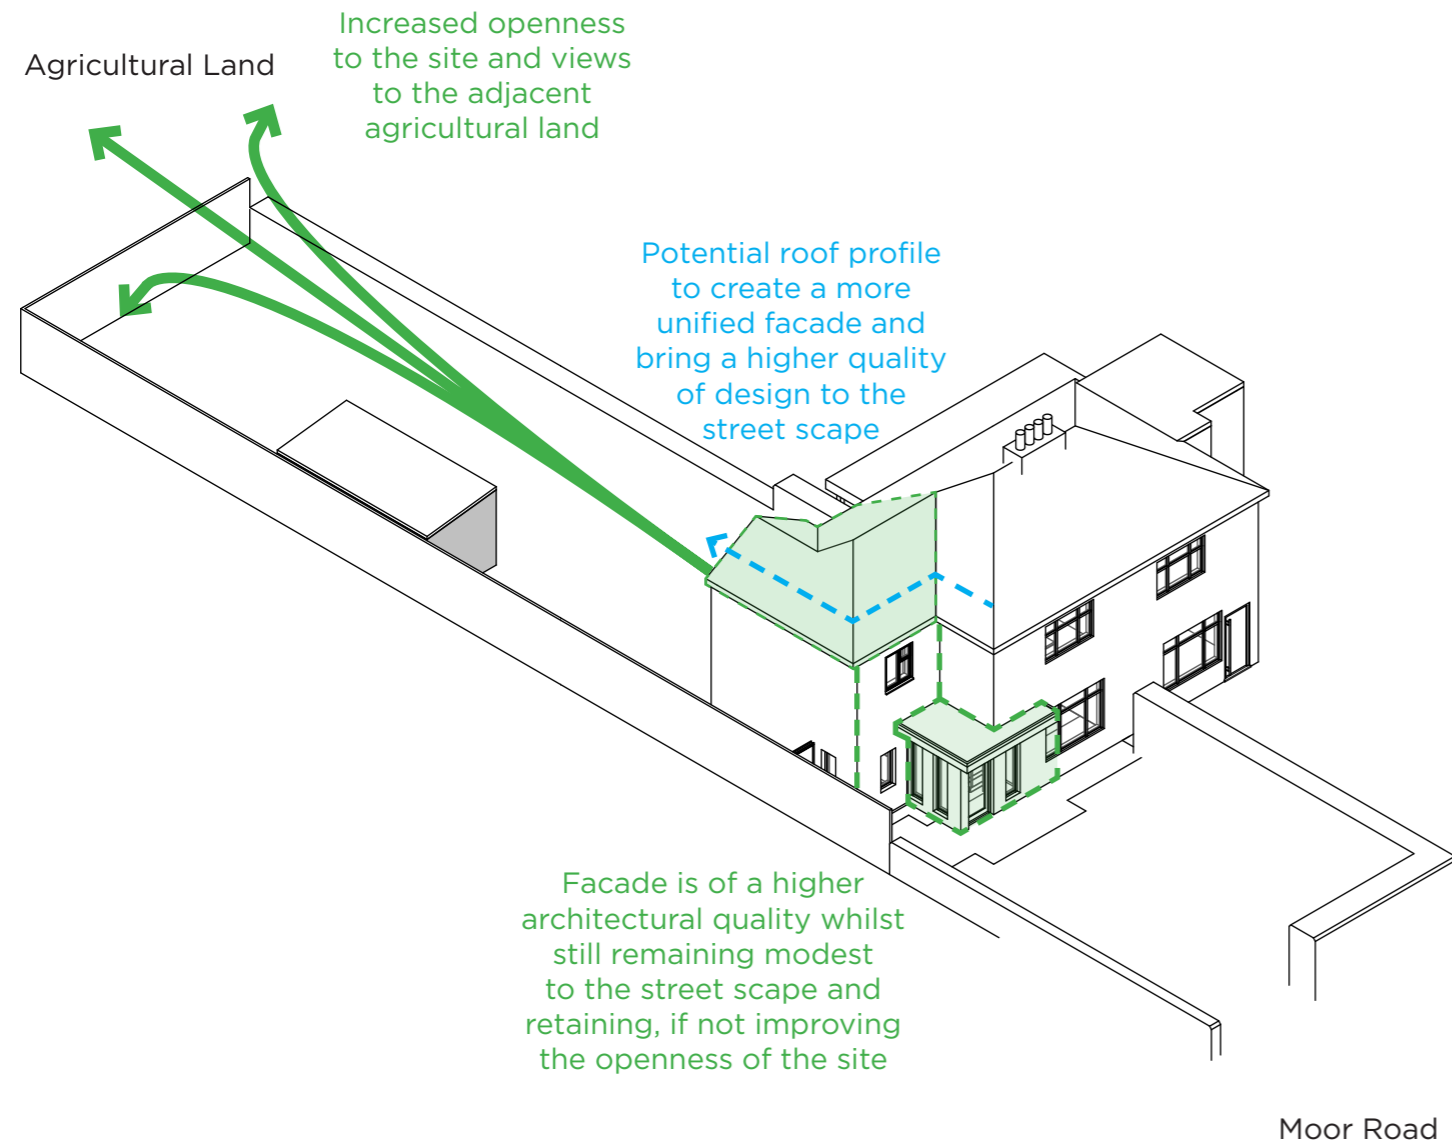 Agricultural Land
Increased openness
to the site and views
to the adjacent
agricultural land
Potential roof profile
to create a more
unified facade and
bring a higher quality
of design to the
street scape
Facade is of a higher
architectural quality whilst
still remaining modest
to the street scape and
retaining, if not improving
the openness of the site
Moor Road